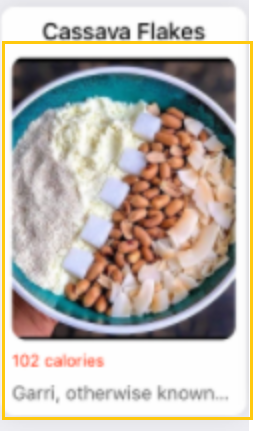 Cassava Flakes
102 calories
Garri, otherwise known...